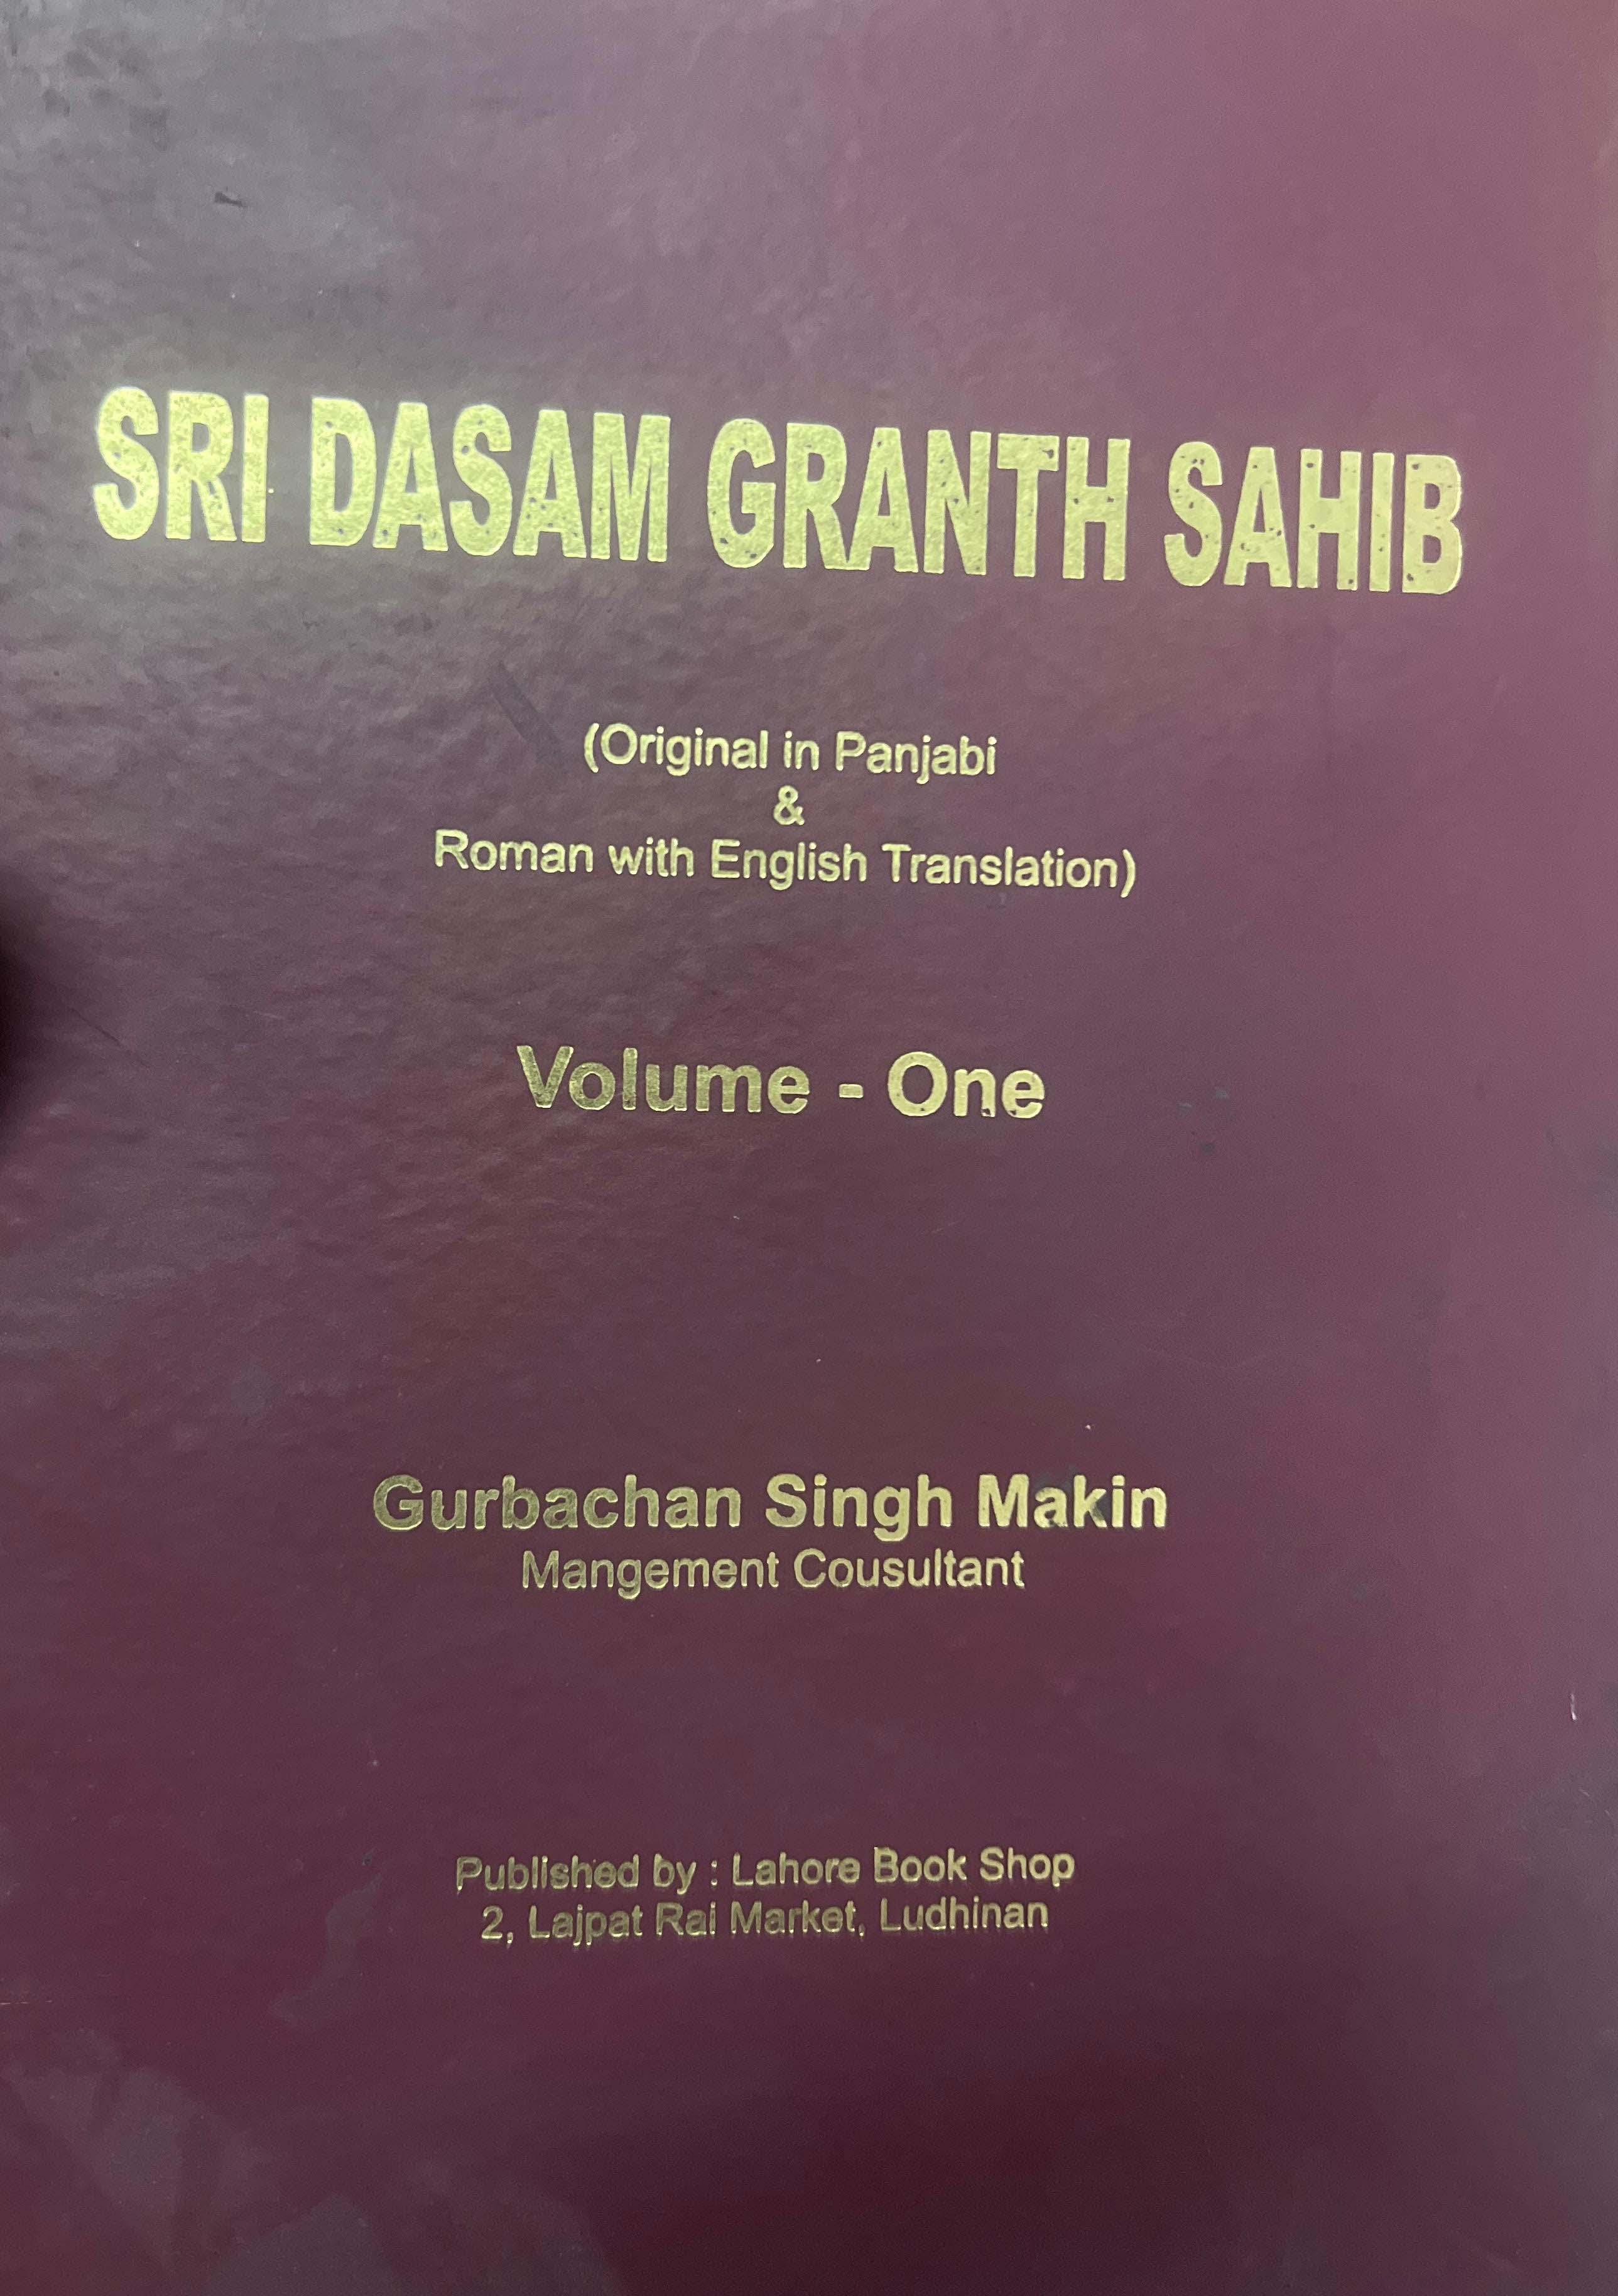 SRI DASAM GRANTH SAHIB
(Original in Panjabi
&
Roman with English Translation)
Volume - One
Gurbachan Singh Makin
Mangement Cousultant
Published by : Lahore Book Shop
2, Lajpat Rai Market, Ludhinan